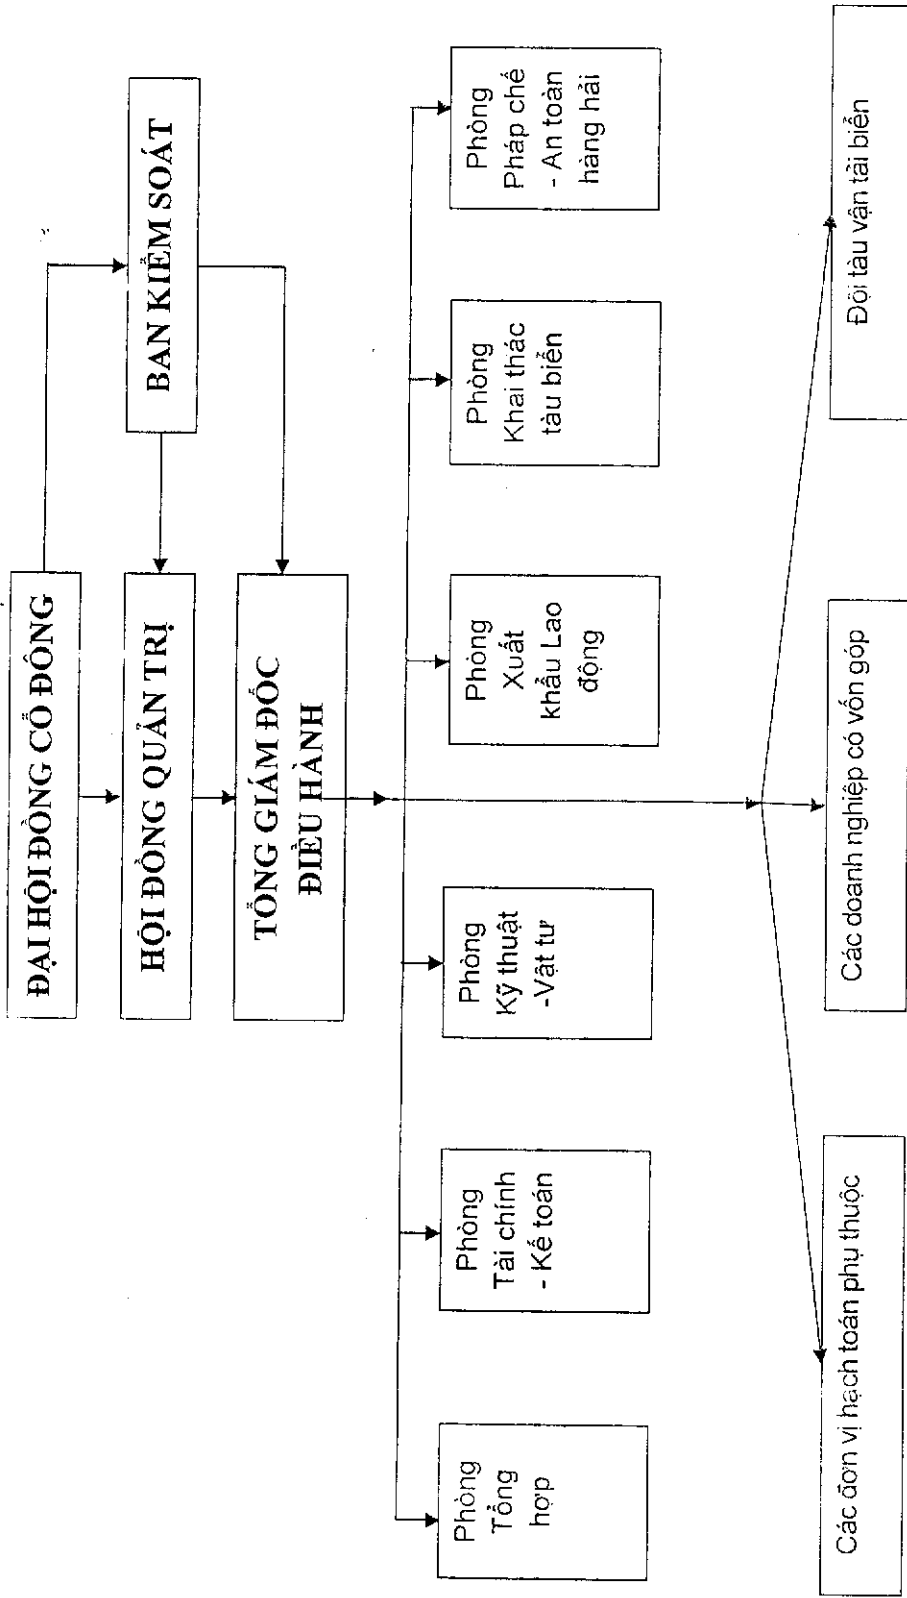 ĐẠI HỘI ĐỒNG CỔ ĐÔNG
BAN KIỂM SOÁT
HỘI ĐỒNG QUẢN TRỊ
TỔNG GIÁM ĐỐC
ĐIỀU HÀNH
Phòng
Tổng
hợp
Phòng
Tài chính
- Kế toán
Phòng
Kỹ thuật
-Vật tư
Phòng
Xuất
khẩu Lao
động
Phòng
Khai thác
tàu biển
Phòng
Pháp chế
- An toàn
hàng hải
Các đơn vị hạch toán phụ thuộc
Các doanh nghiệp có vốn góp
Đội tàu vận tải biển